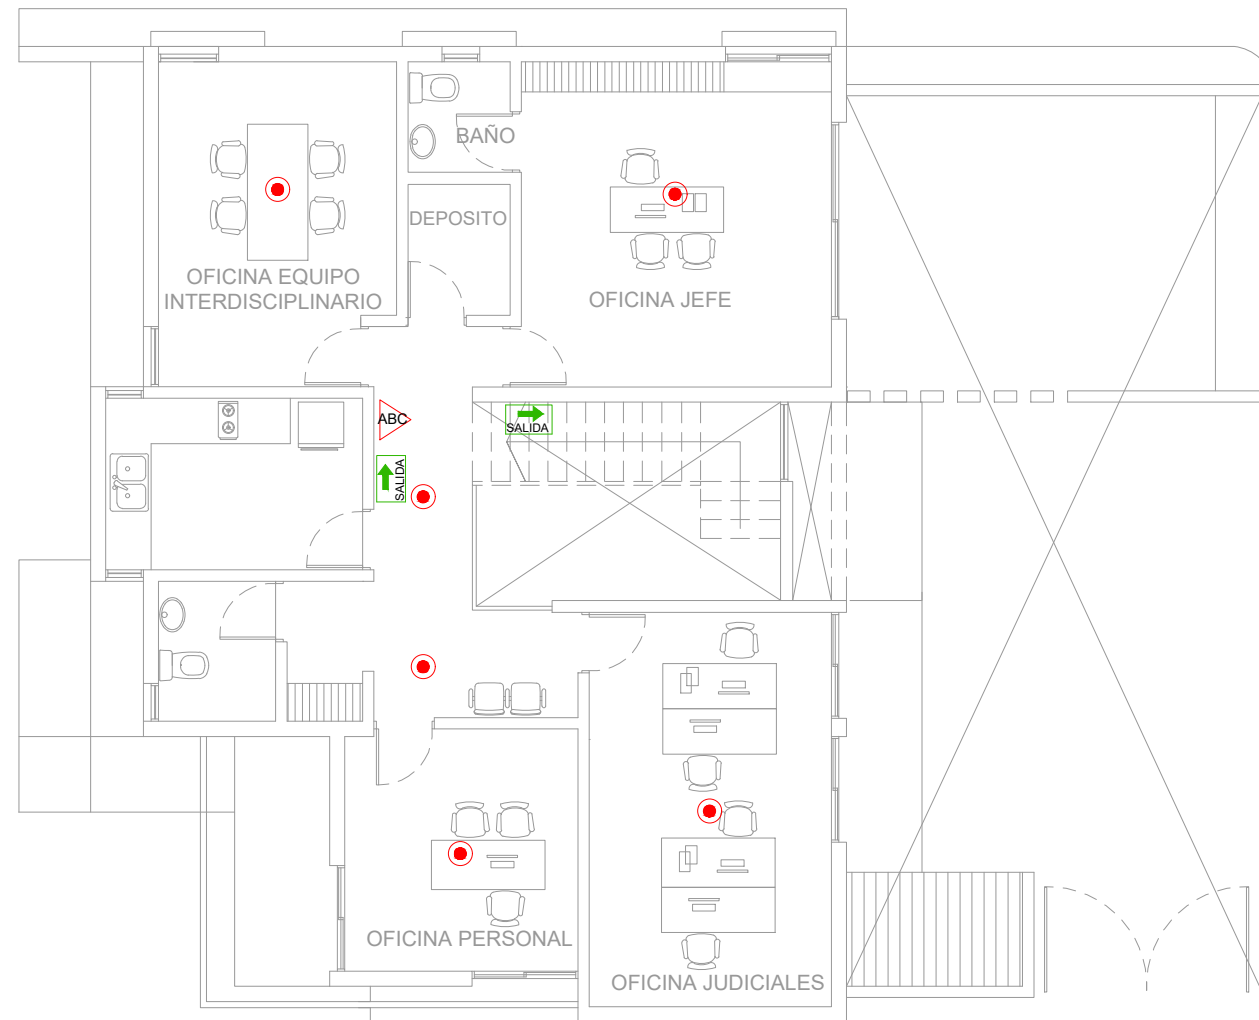 BAÑO
DEPOSITO
OFICINA EQUIPO
INTERDISCIPLINARIO
OFICINA JEFE
ABC
SALIDA
SALIDA
OFICINA PERSONAL
OFICINA JUDICIALES